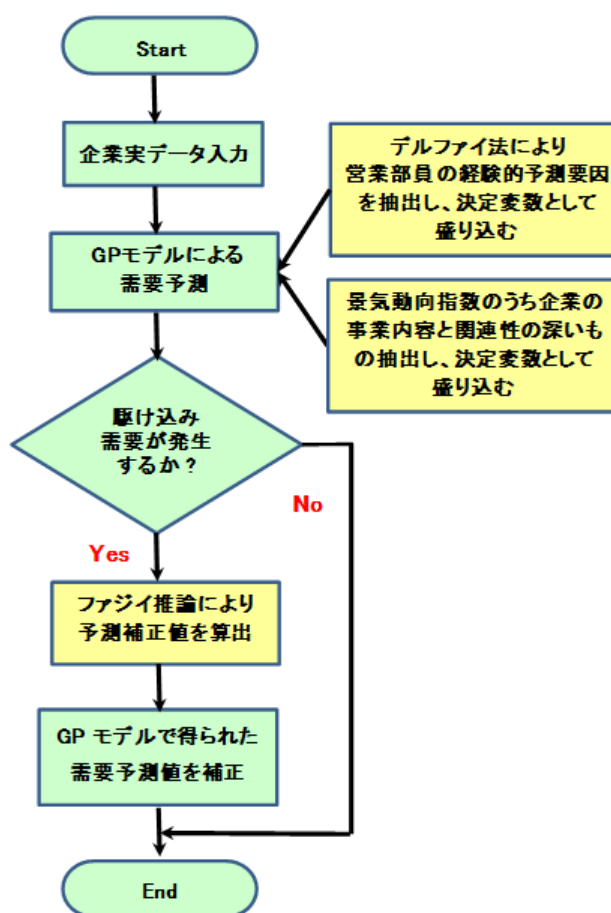 Start
企業実データ入力
デルファイ法により
営業部員の経験的予測要因
を抽出し、決定変数として
盛り込む
GPモデルによる
需要予測
景気動向指数のうち企業の
事業内容と関連性の深いも
の抽出し、決定変数として
盛り込む
駆け込み
需要が発生
するか?
No
Yes
ファジイ推論により
予測補正値を算出
GP モデルで得られた
需要予測値を補正
End